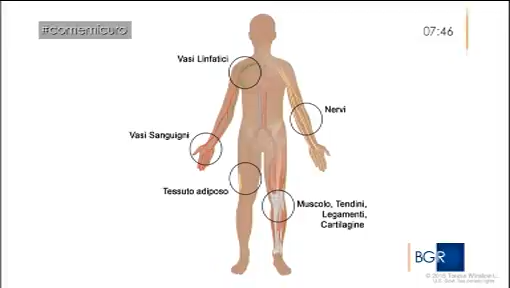 #comemicuro
07:46
Vasi Linfatici
Nervi
Vasi Sanguigni
Tessuto adiposo
Muscolo, Tendini,
Legamenti,
Cartilagine
BGR